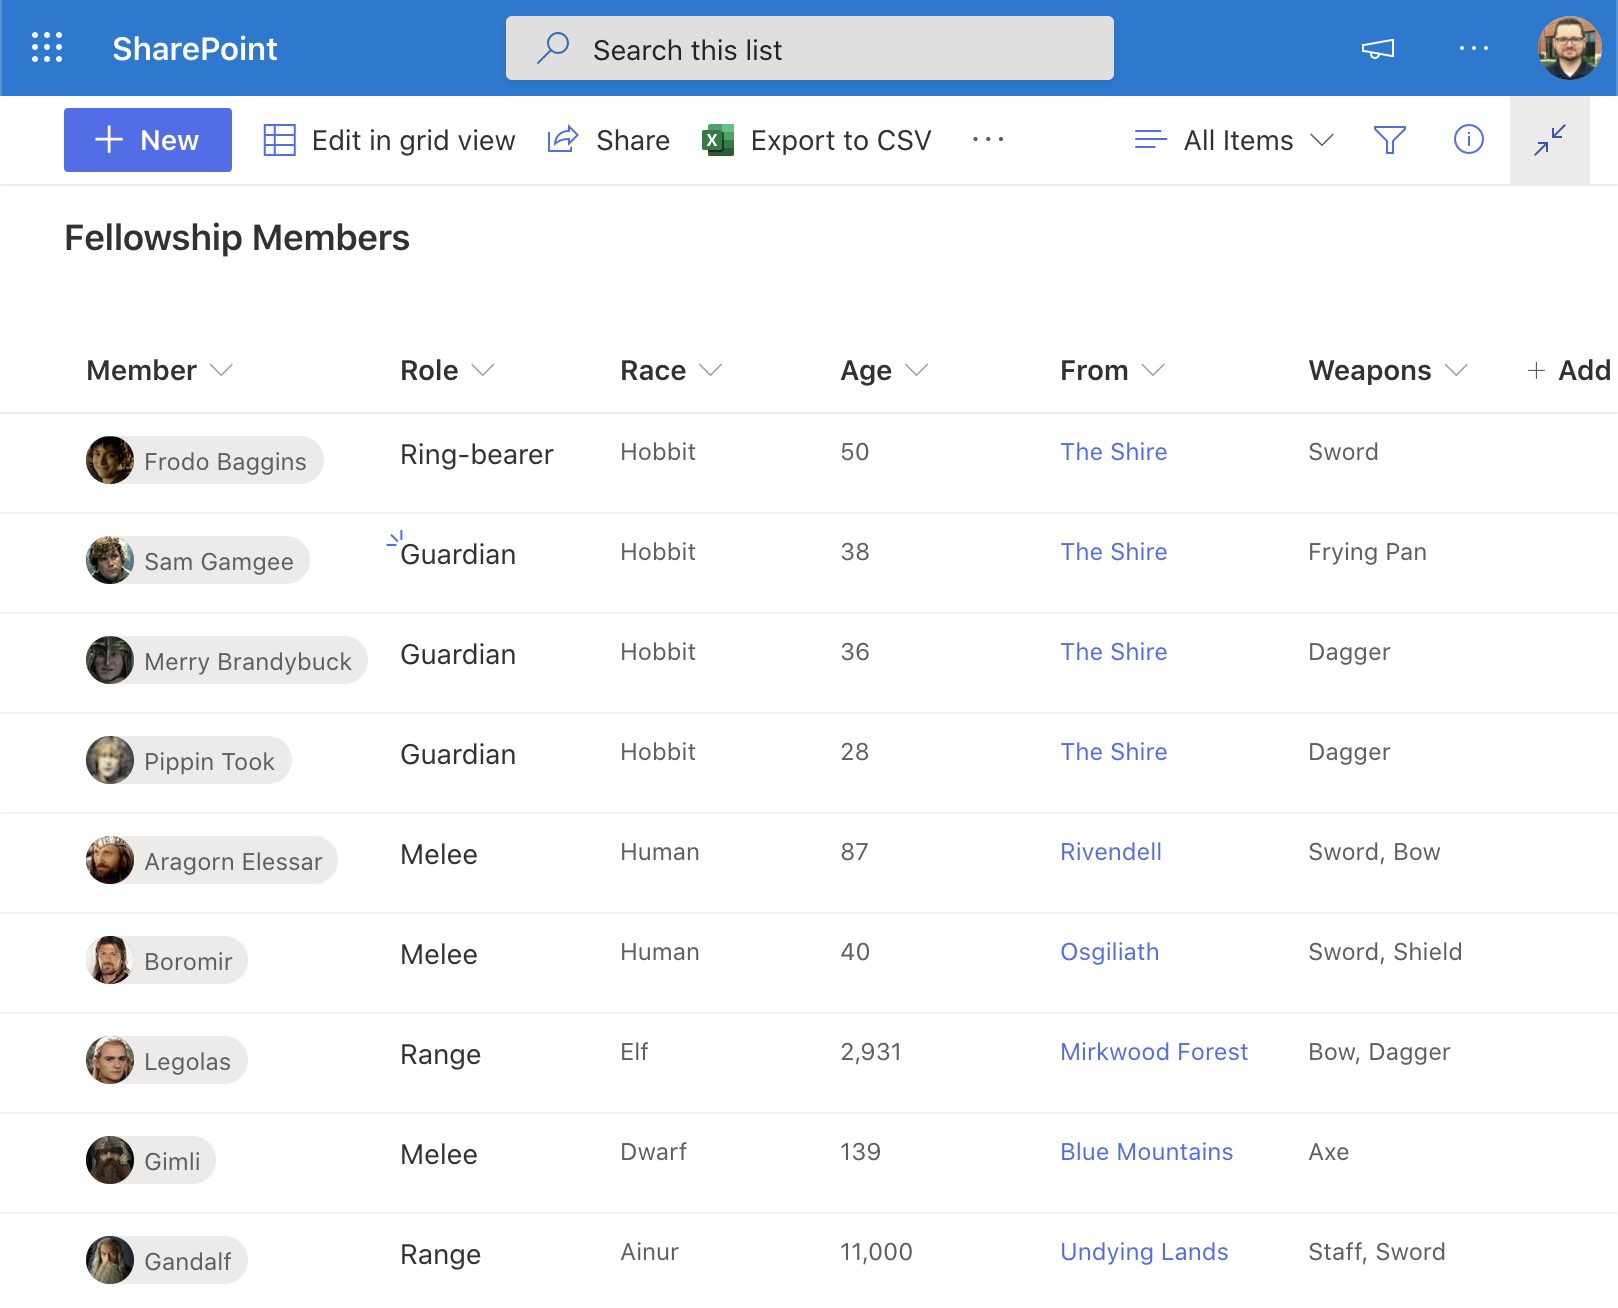 SharePoint Search this list
New Edit in grid view Share Export to CSV All Items
Fellowship Members
Member Role Race Age From Weapons + Add
Frodo Baggins Ring-bearer Hobbit 50 The Shire Sword
Sam Gamgee Guardian Hobbit 38 The Shire Frying Pan
Merry Brandybuck Guardian Hobbit 36 The Shire Dagger
Pippin Took Guardian Hobbit 28 The Shire Dagger
Aragorn Elessar Melee Human 87 Rivendell Sword, Bow
Boromir Melee Human 40 Osgiliath Sword, Shield
Legolas Range Elf 2,931 Mirkwood Forest Bow, Dagger
Gimli Melee Dwarf 139 Blue Mountains Axe
Gandalf Range Ainur 11,000 Undying Lands Staff, Sword